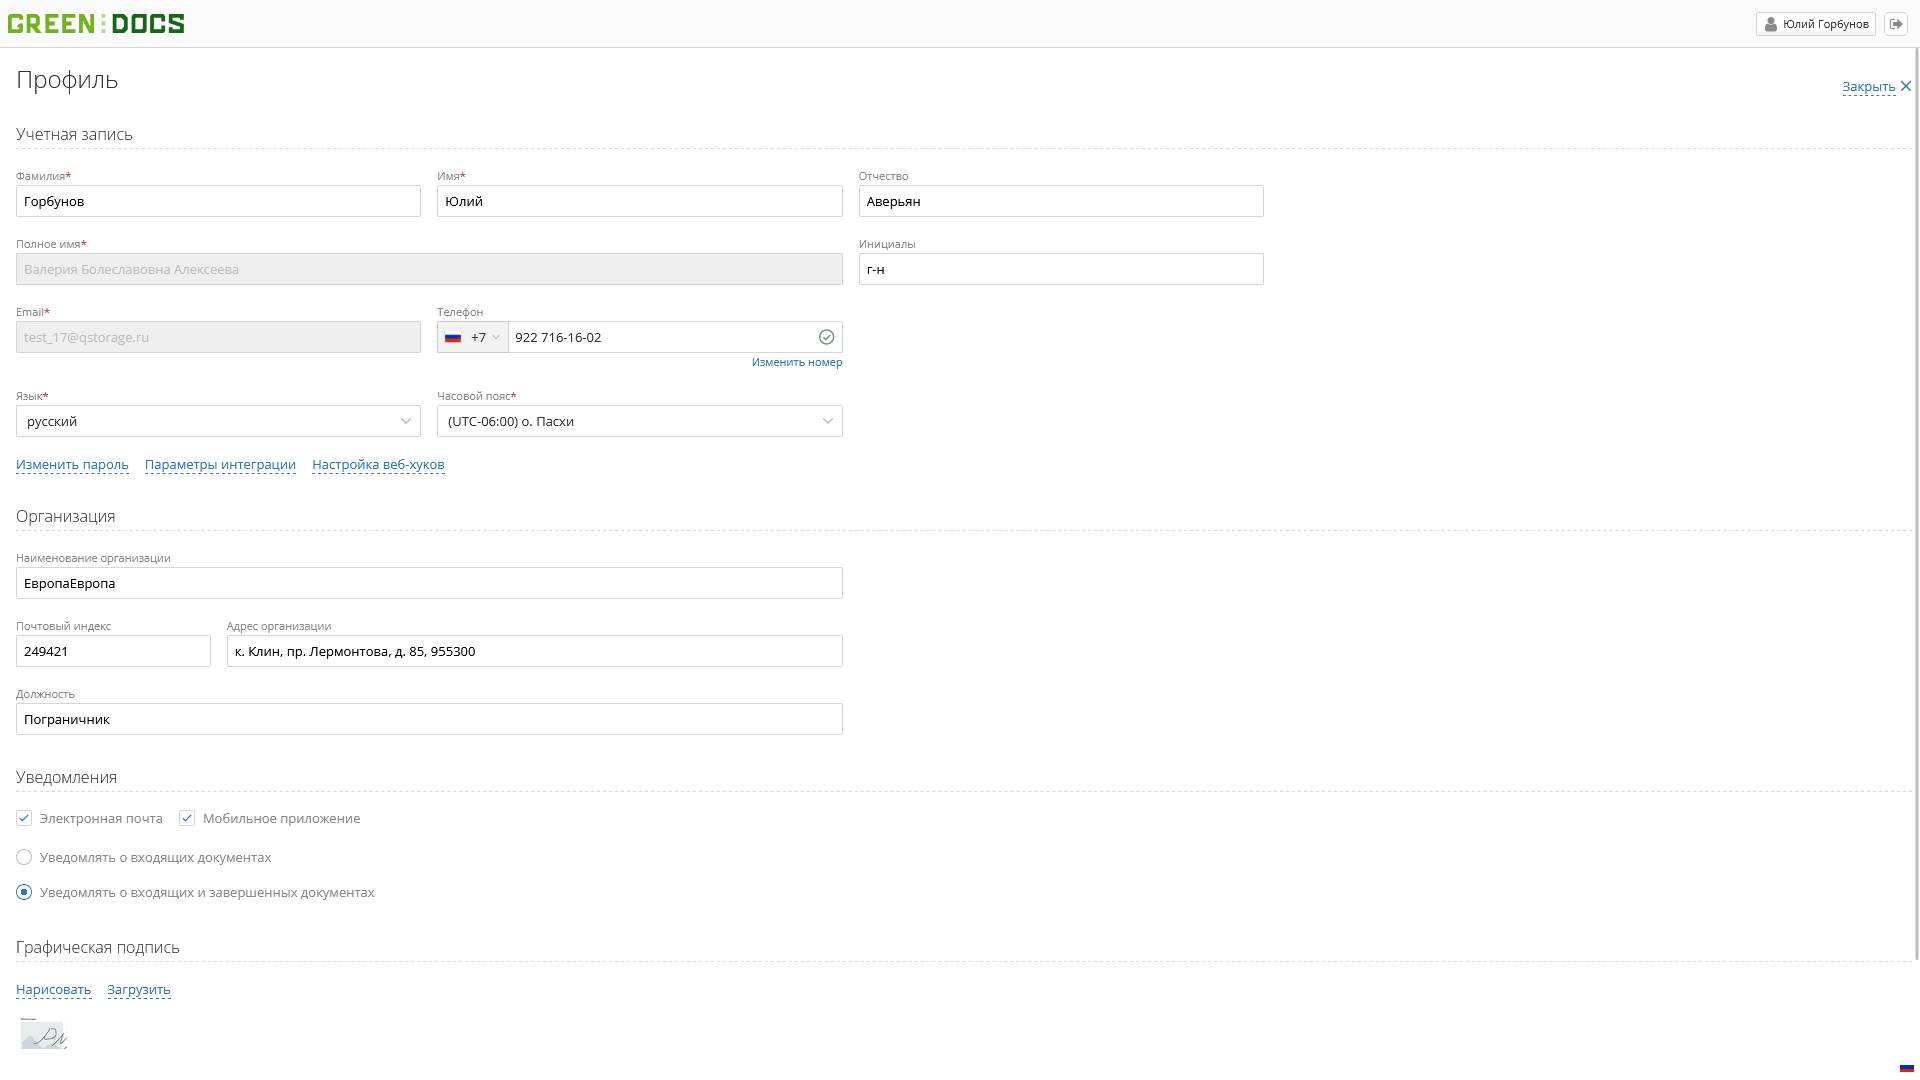 GREEN DOCS
Юлий Горбунов
Профиль
Закрыть
Учетная запись
Фамилия* Имя* Отчество
Горбунов Юлий Аверьян
Полное имя* Инициалы
Валерия Болеславовна Алексеева г-н
Email* Телефон
test_17@qstorage.ru +7 922 716-16-02
Изменить номер
Язык* Часовой пояс*
русский (UTC-06:00) о. Пасхи
Изменить пароль Параметры интеграции Настройка веб-хуков
Организация
Наименование организации
ЕвропаЕвропа
Почтовый индекс Адрес организации
249421 к. Клин, пр. Лермонтова, д. 85, 955300
Должность
Пограничник
Уведомления
Электронная почта Мобильное приложение
Уведомлять о входящих документах
Уведомлять о входящих и завершенных документах
Графическая подпись
Нарисовать Загрузить